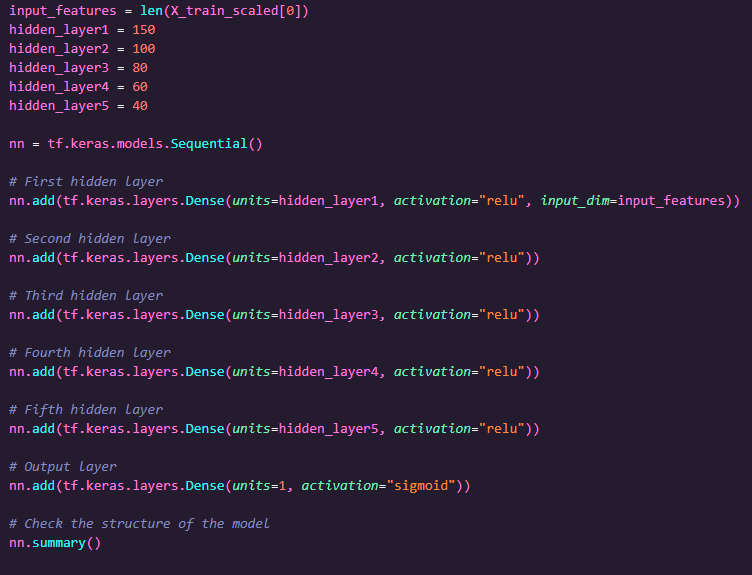 input_features = len(X_train_scaled[0])
hidden_layer1 = 150
hidden_layer2 = 100
hidden_layer3 = 80
hidden_layer4 = 60
hidden_layer5 = 40
nn = tf.keras.models.Sequential()
# First hidden layer
nn.add(tf.keras.layers.Dense(units=hidden_layer1, activation="relu", input_dim=input_features))
# Second hidden layer
nn.add(tf.keras.layers.Dense(units=hidden_layer2, activation="relu"))
# Third hidden layer
nn.add(tf.keras.layers.Dense(units=hidden_layer3, activation="relu"))
# Fourth hidden layer
nn.add(tf.keras.layers.Dense(units=hidden_layer4, activation="relu"))
# Fifth hidden layer
nn.add(tf.keras.layers.Dense(units=hidden_layer5, activation="relu"))
# Output layer
nn.add(tf.keras.layers.Dense(units=1, activation="sigmoid"))
# Check the structure of the model
nn.summary()